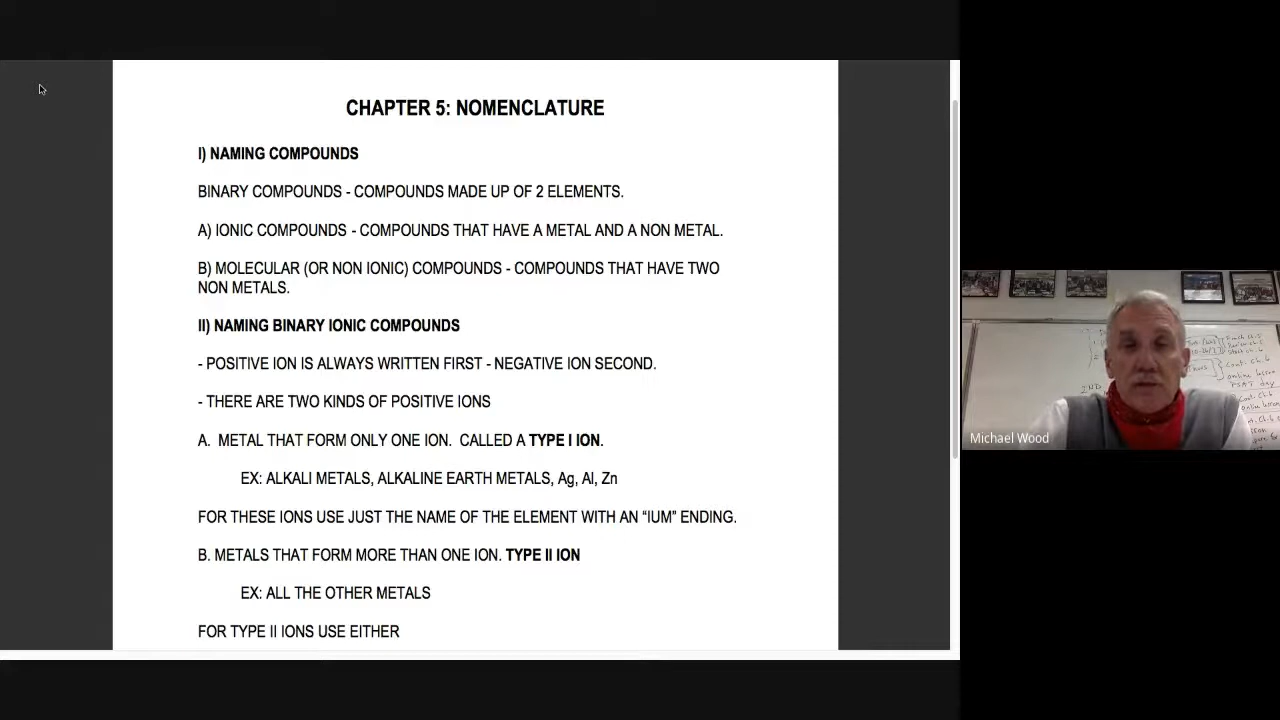 CHAPTER 5: NOMENCLATURE
I) NAMING COMPOUNDS
BINARY COMPOUNDS - COMPOUNDS MADE UP OF 2 ELEMENTS.
A) IONIC COMPOUNDS - COMPOUNDS THAT HAVE A METAL AND A NON METAL.
B) MOLECULAR (OR NON IONIC) COMPOUNDS - COMPOUNDS THAT HAVE TWO
NON METALS.
II) NAMING BINARY IONIC COMPOUNDS
- POSITIVE ION IS ALWAYS WRITTEN FIRST - NEGATIVE ION SECOND.
- THERE ARE TWO KINDS OF POSITIVE IONS
A. METAL THAT FORM ONLY ONE ION. CALLED A TYPE I ION.
EX: ALKALI METALS, ALKALINE EARTH METALS, Ag, Al, Zn
FOR THESE IONS USE JUST THE NAME OF THE ELEMENT WITH AN “IUM” ENDING.
B. METALS THAT FORM MORE THAN ONE ION. TYPE II ION
EX: ALL THE OTHER METALS
FOR TYPE II IONS USE EITHER
Michael Wood
online lesson
PSAT day